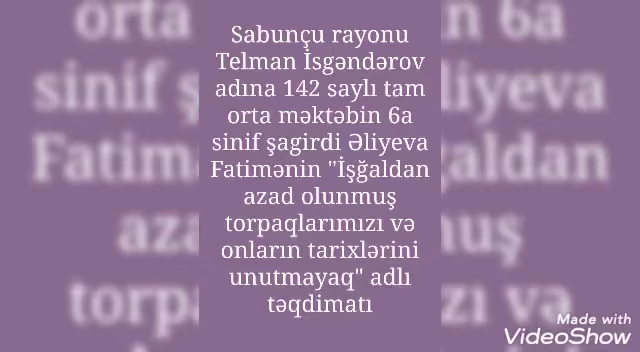 Sabunçu rayonu
Telman İsgəndərov
adına 142 saylı tam
orta məktəbin 6a
sinif şagirdi Əliyeva
Fatimənin "İşğaldan
azad olunmuş
torpaqlarımızı və
onların tarixlərini
unutmayaq" adlı
təqdimatı
Made with
VideoShow